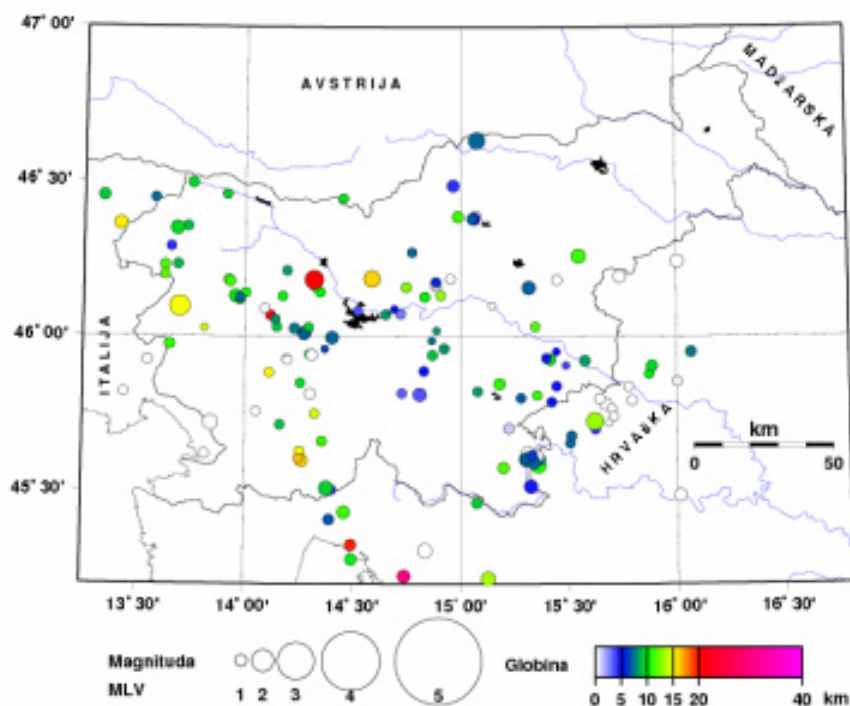 47° 00'
AVSTRIJA
MADŽARSKA
46° 30'
46° 00'
ITALIJA
HRVAŠKA
km
0 50
45° 30'
13° 30' 14° 00' 14° 30' 15° 00' 15° 30' 16° 00' 16° 30'
Magnituda
MLV
1 2 3 4 5
Globina
0 5 10 15 20 40 km